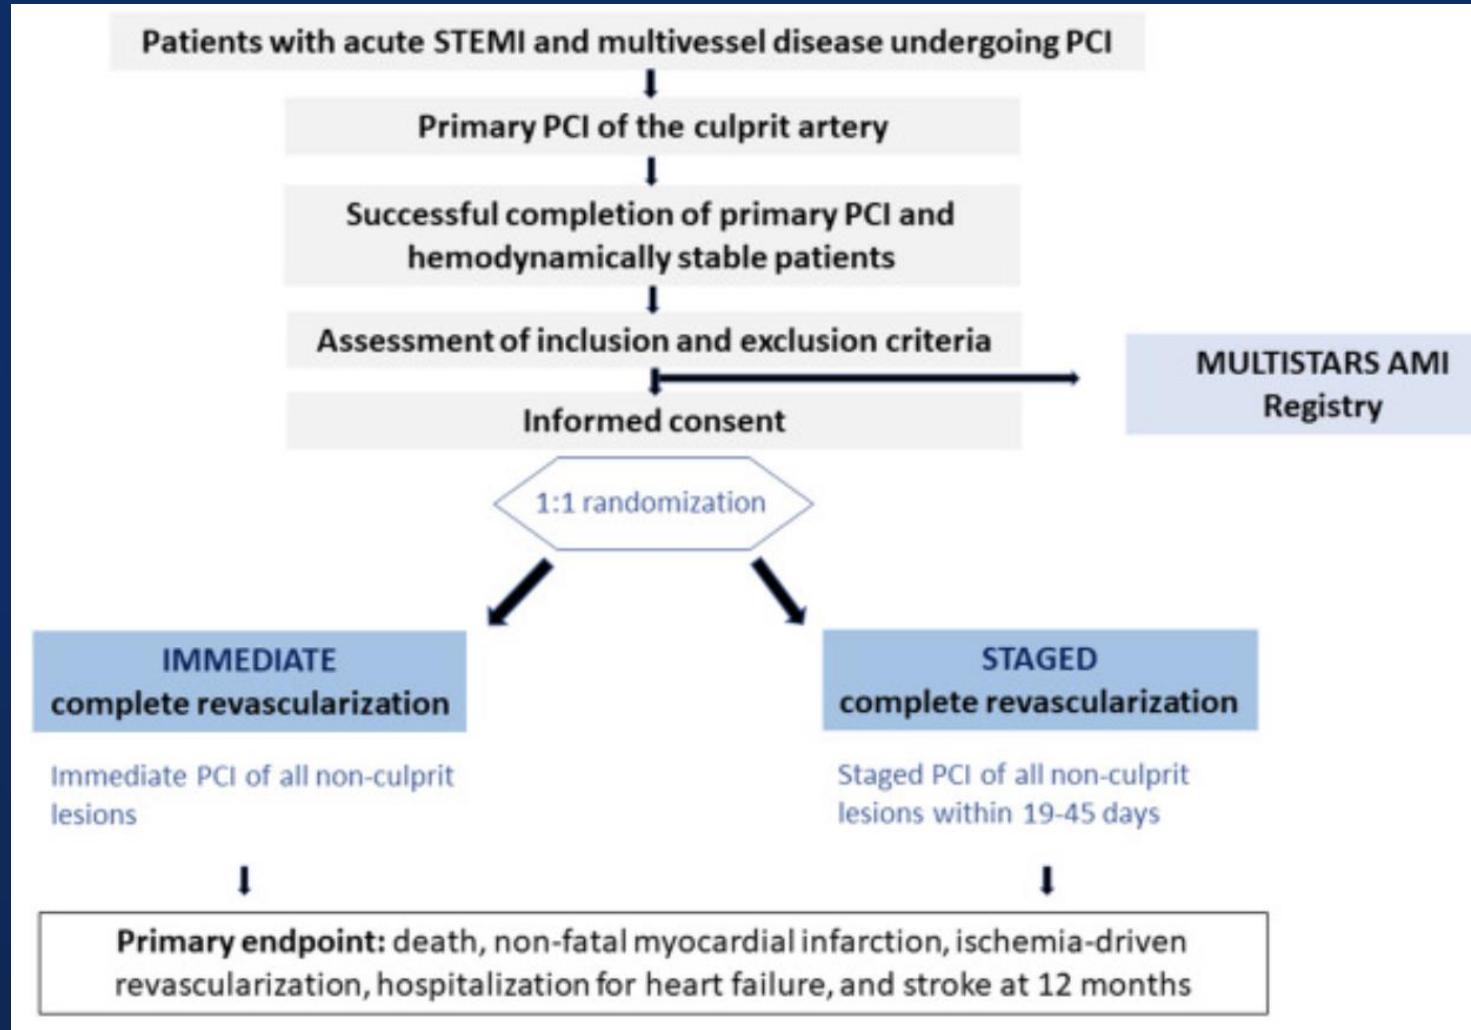 Patients with acute STEMI and multivessel disease undergoing PCI
Primary PCI of the culprit artery
Successful completion of primary PCI and
hemodynamically stable patients
Assessment of inclusion and exclusion criteria
MULTISTARS AMI
Registry
Informed consent
1:1 randomization
IMMEDIATE
complete revascularization
Immediate PCI of all non-culprit
lesions
STAGED
complete revascularization
Staged PCI of all non-culprit
lesions within 19-45 days
Primary endpoint: death, non-fatal myocardial infarction, ischemia-driven
revascularization, hospitalization for heart failure, and stroke at 12 months